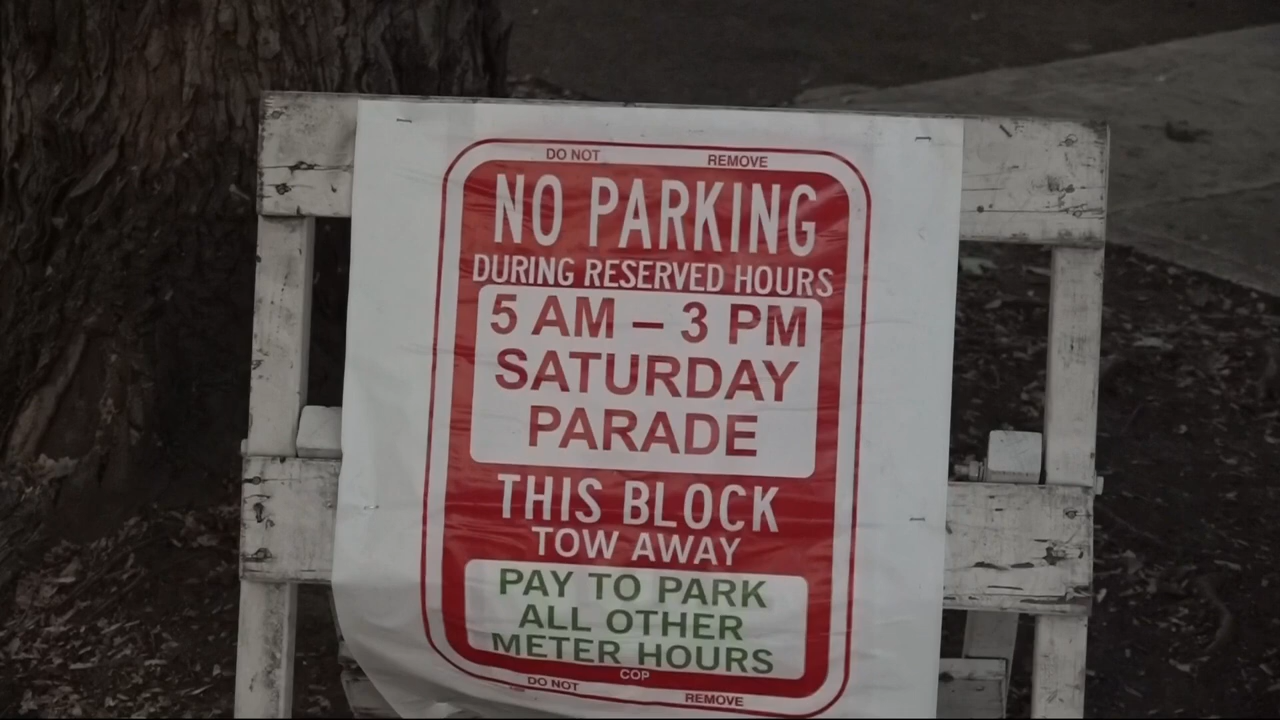 DO NOT REMOVE
NO PARKING
DURING RESERVED HOURS
5 AM – 3 PM
SATURDAY
PARADE
THIS BLOCK
TOW AWAY
PAY TO PARK
ALL OTHER
METER HOURS
COP
DO NOT REMOVE